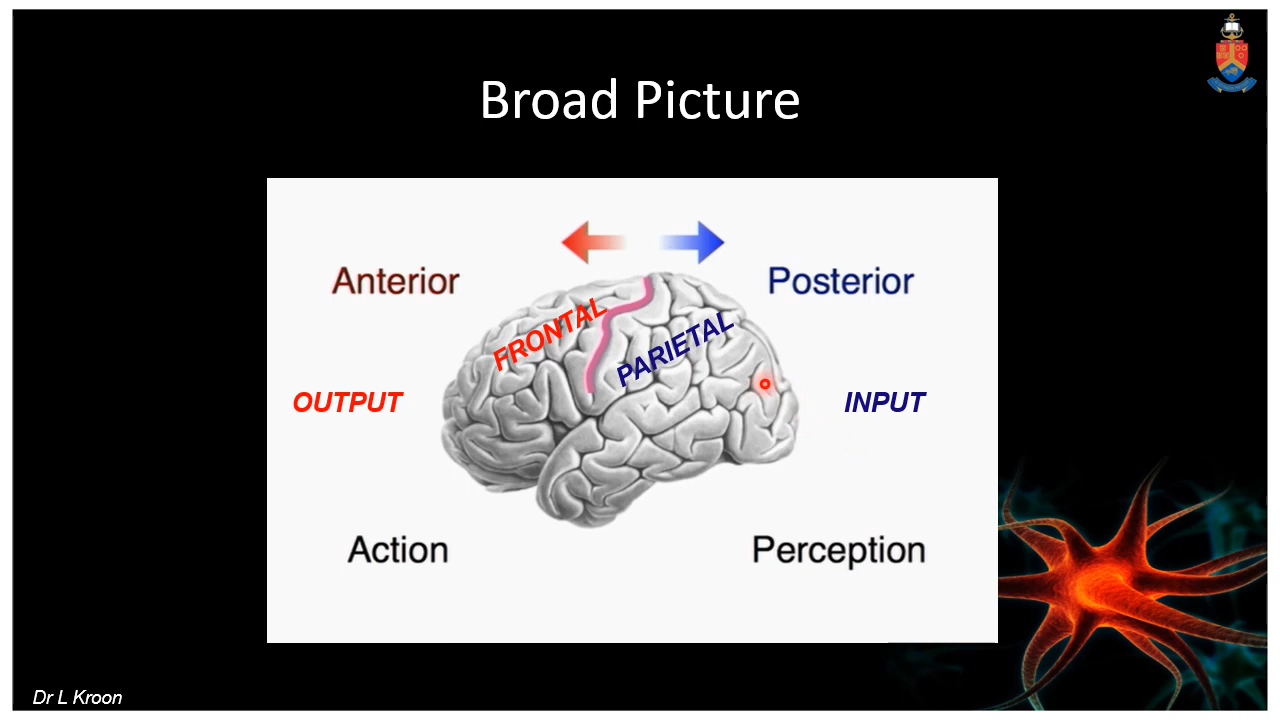 Broad Picture
Anterior
Posterior
FRONTAL
PARIETAL
OUTPUT
INPUT
Action
Perception
Dr L Kroon